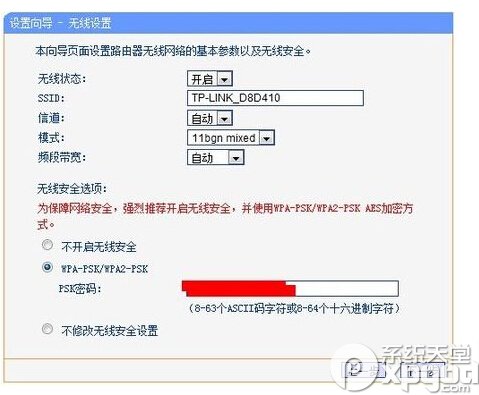 设置向导 - 无线设置
本向导页面设置路由器无线网络的基本参数以及无线安全。
无线状态： 开启
SSID： TP-LINK_D8D410
信道： 自动
模式： 11bgn mixed
频段带宽： 自动
无线安全选项：
为保障网络安全，强烈推荐开启无线安全，并使用WPA-PSK/WPA2-PSK AES加密方
式。
不开启无线安全
WPA-PSK/WPA2-PSK
PSK密码：
（8-63个ASCII码字符或8-64个十六进制字符）
不修改无线安全设置
系统天堂